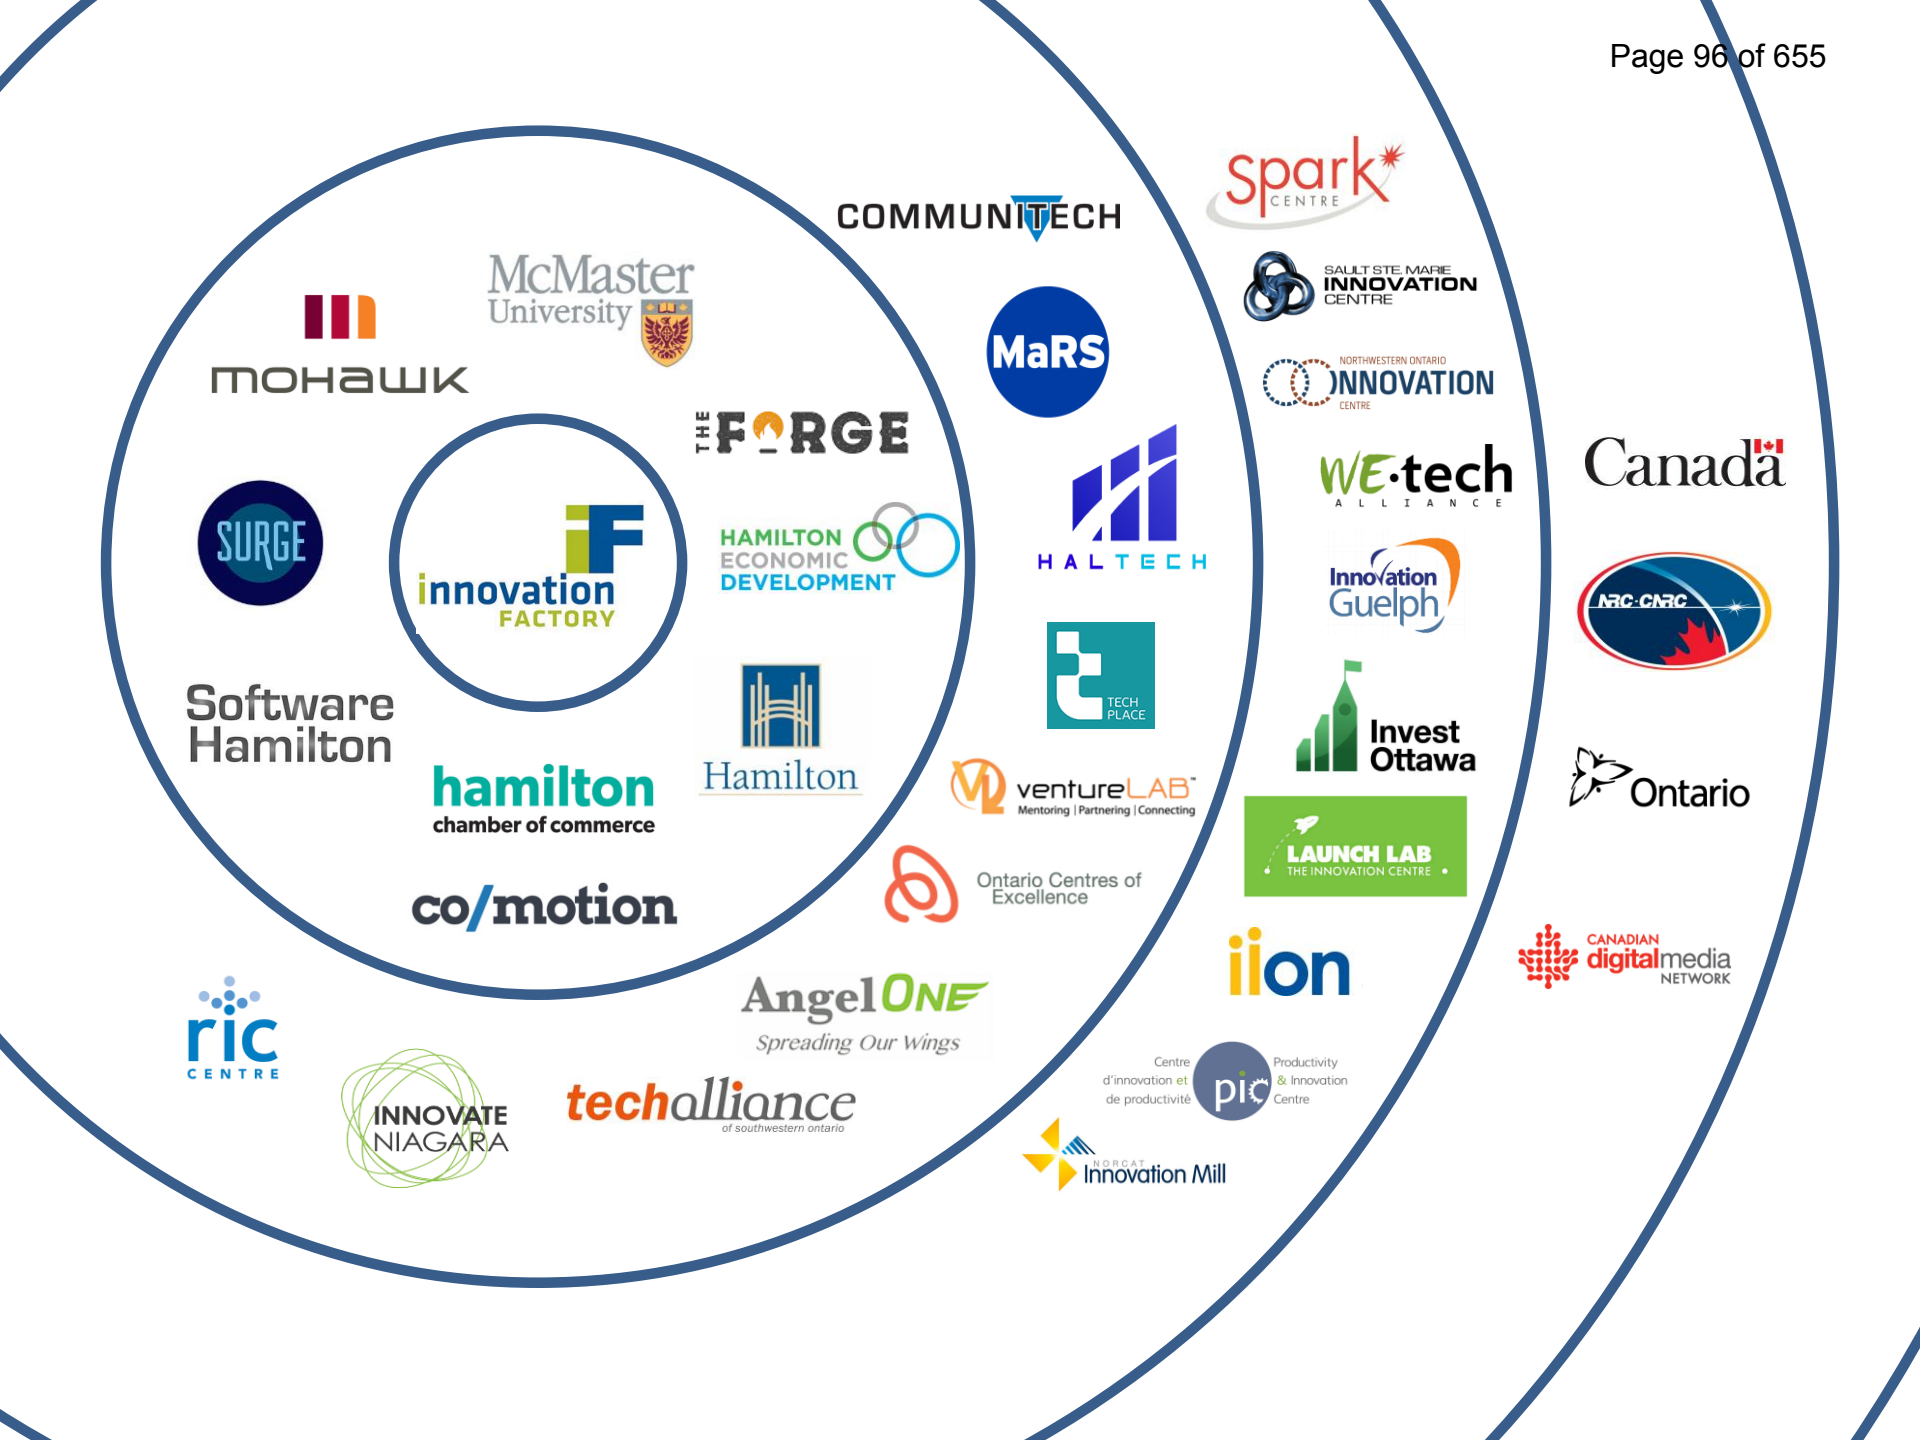 Page 96 of 655
spark
CENTRE
COMMUNITECH
McMaster
University
SAULT STE. MARIE
INNOVATION
CENTRE
mohawk
MaRS
NORTHWESTERN ONTARIO
INNOVATION
CENTRE
THE FORGE
WE·tech
ALLIANCE
Canada
SURGE
iF
innovation
FACTORY
HAMILTON
ECONOMIC
DEVELOPMENT
HALTECH
Innovation
Guelph
NRC·CNRC
Software
Hamilton
Hamilton
t
TECH
PLACE
Invest
Ottawa
hamilton
chamber of commerce
VL ventureLAB™
Mentoring | Partnering | Connecting
Ontario
LAUNCH LAB
THE INNOVATION CENTRE
co/motion
Ontario Centres of
Excellence
iion
CANADIAN
digitalmedia
NETWORK
ric
CENTRE
AngelONE
Spreading Our Wings
INNOVATE
NIAGARA
techalliance
of southwestern ontario
Centre
d'innovation et
de productivité
pic
Productivity
& Innovation
Centre
NORCAT
Innovation Mill